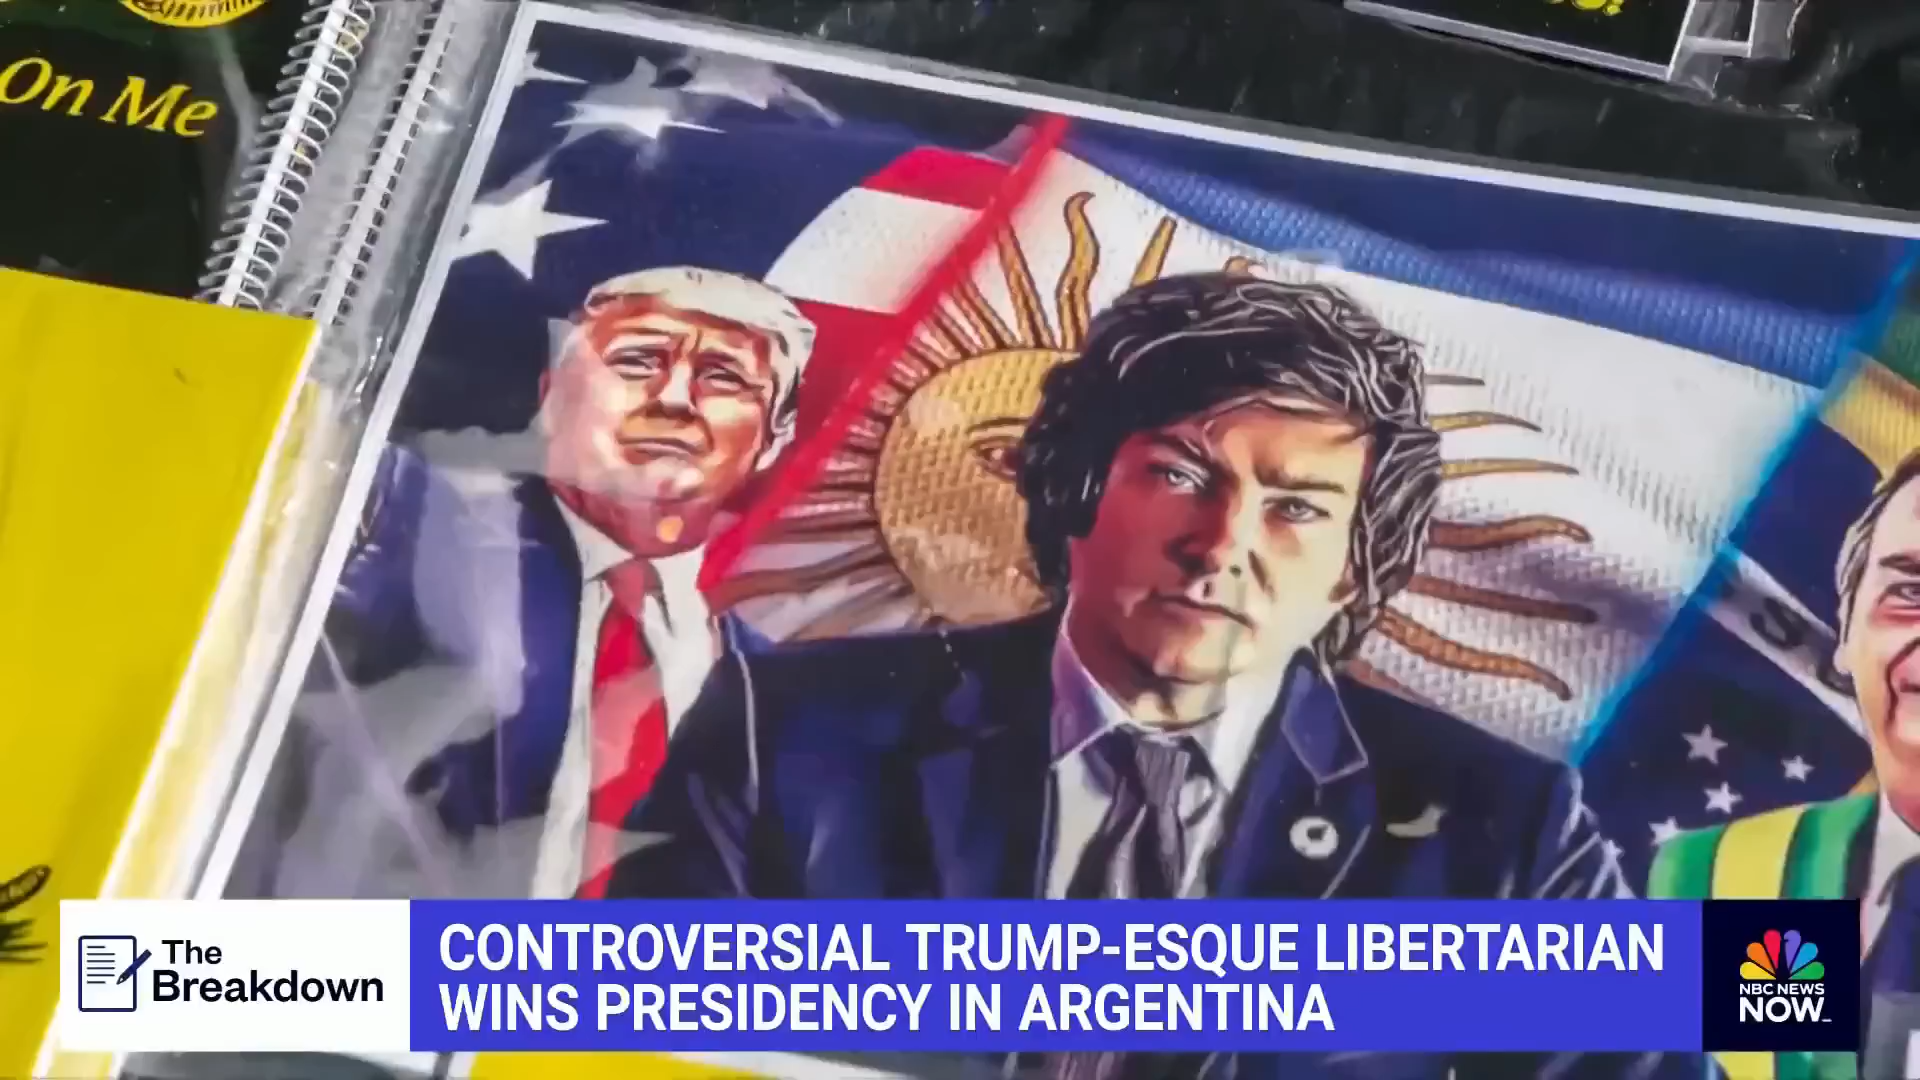 On Me
The
Breakdown
CONTROVERSIAL TRUMP-ESQUE LIBERTARIAN
WINS PRESIDENCY IN ARGENTINA
NBC NEWS
NOW